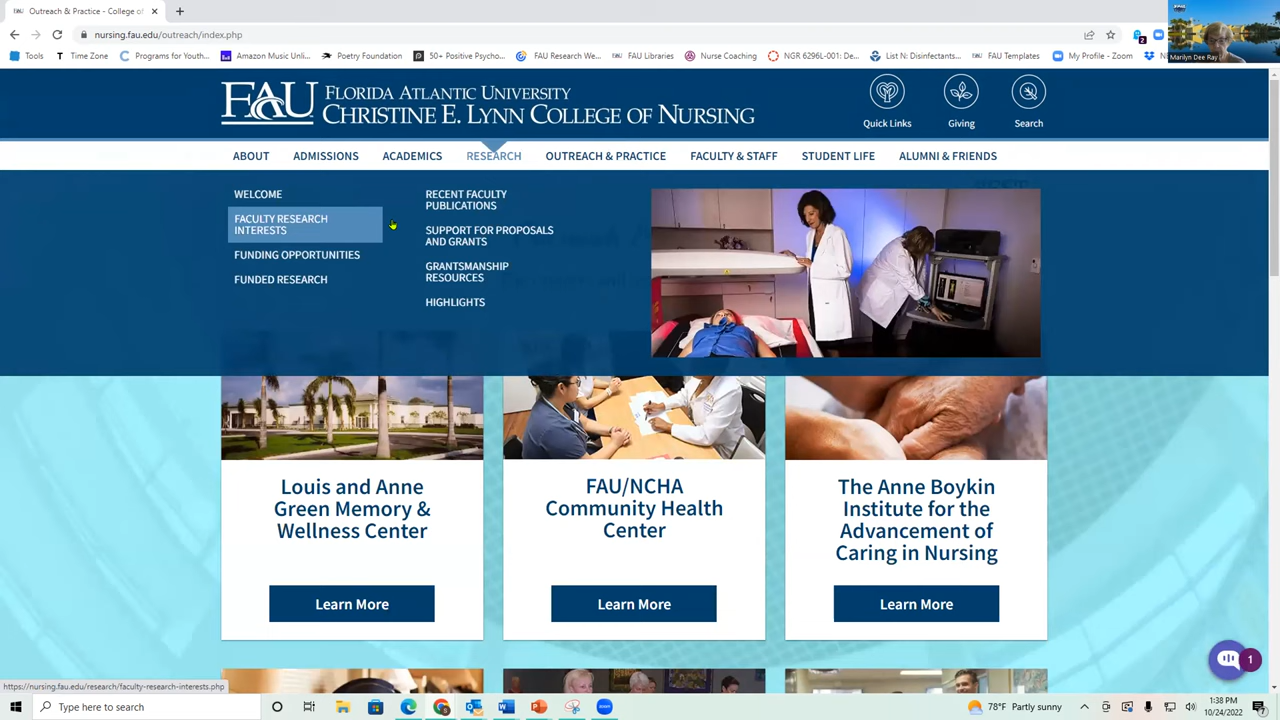 Outreach & Practice - College of
nursing.fau.edu/outreach/index.php
Tools
Time Zone
Programs for Youth...
Amazon Music Unli...
Poetry Foundation
50+ Positive Psycho...
FAU Research We...
FAU Libraries
Nurse Coaching
NGR 6296L-001: De...
List N: Disinfectants...
FAU Templates
My Profile - Zoom
2
Marilyn Dee Ray
FAU FLORIDA ATLANTIC UNIVERSITY
CHRISTINE E. LYNN COLLEGE OF NURSING
Quick Links
Giving
Search
ABOUT
ADMISSIONS
ACADEMICS
RESEARCH
OUTREACH & PRACTICE
FACULTY & STAFF
STUDENT LIFE
ALUMNI & FRIENDS
WELCOME
FACULTY RESEARCH
INTERESTS
FUNDING OPPORTUNITIES
FUNDED RESEARCH
RECENT FACULTY
PUBLICATIONS
SUPPORT FOR PROPOSALS
AND GRANTS
GRANTSMANSHIP
RESOURCES
HIGHLIGHTS
Louis and Anne
Green Memory &
Wellness Center
Learn More
FAU/NCHA
Community Health
Center
Learn More
The Anne Boykin
Institute for the
Advancement of
Caring in Nursing
Learn More
1
https://nursing.fau.edu/research/faculty-research-interests.php
Type here to search
78°F Partly sunny
1:38 PM
10/24/2022